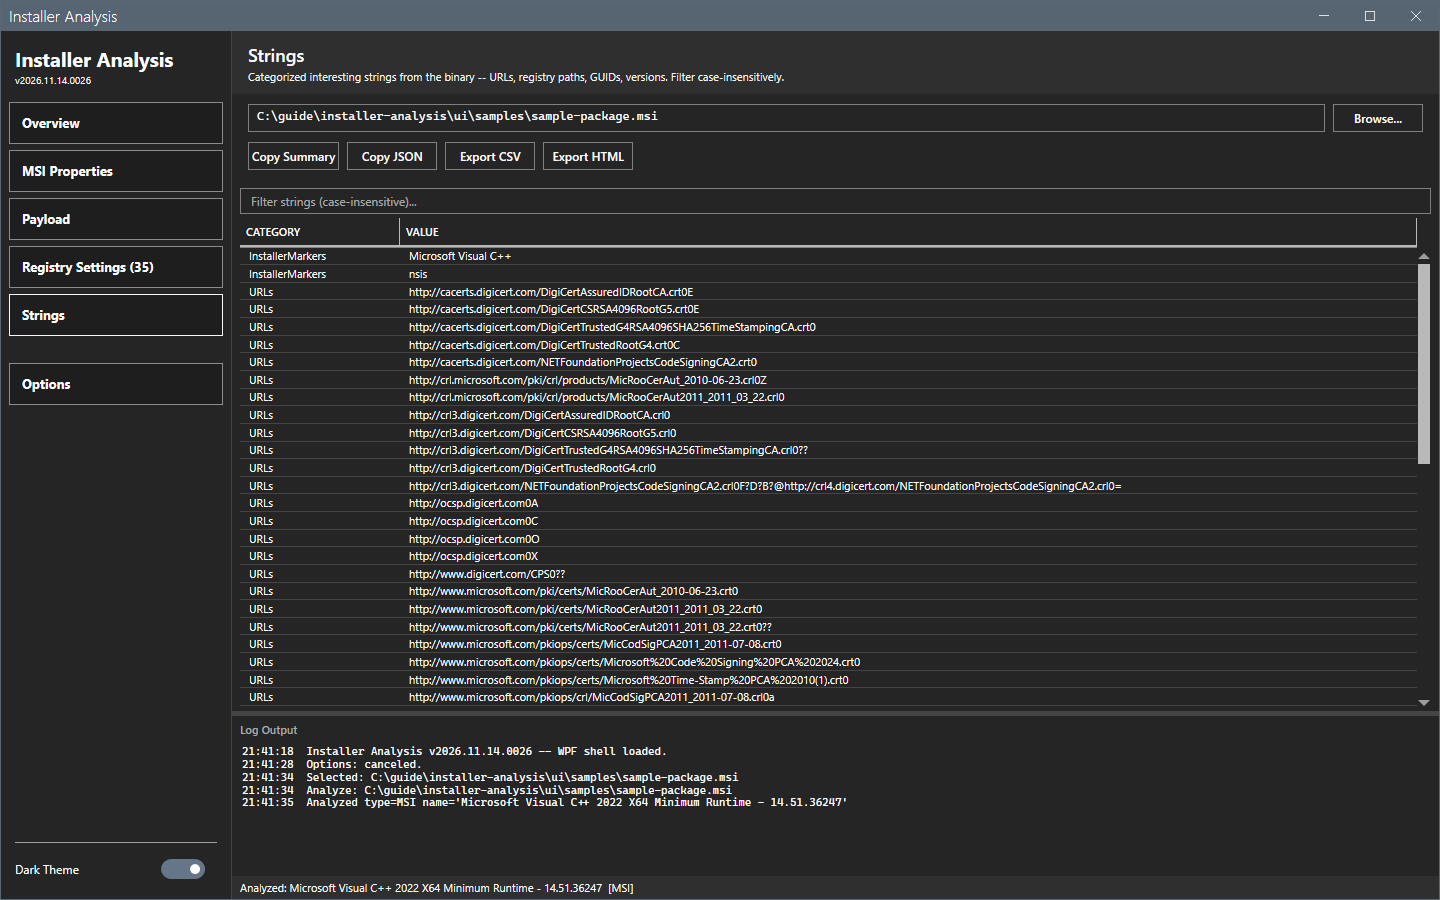 Installer Analysis
Installer Analysis
v2026.11.14.0026
Overview
MSI Properties
Payload
Registry Settings (35)
Strings
Options
Dark Theme
Strings
Categorized interesting strings from the binary -- URLs, registry paths, GUIDs, versions. Filter case-insensitively.
C:\guide\installer-analysis\ui\samples\sample-package.msi
Browse...
Copy Summary
Copy JSON
Export CSV
Export HTML
Filter strings (case-insensitive)...
CATEGORY VALUE
InstallerMarkers Microsoft Visual C++
InstallerMarkers nsis
URLs http://cacerts.digicert.com/DigiCertAssuredIDRootCA.crt0E
URLs http://cacerts.digicert.com/DigiCertCSRSA4096RootG5.crt0E
URLs http://cacerts.digicert.com/DigiCertTrustedG4RSA4096SHA256TimeStampingCA.crt0
URLs http://cacerts.digicert.com/DigiCertTrustedRootG4.crt0C
URLs http://cacerts.digicert.com/NETFoundationProjectsCodeSigningCA2.crt0
URLs http://crl.microsoft.com/pki/crl/products/MicRooCerAut_2010-06-23.crl0Z
URLs http://crl.microsoft.com/pki/crl/products/MicRooCerAut2011_2011_03_22.crl0
URLs http://crl3.digicert.com/DigiCertAssuredIDRootCA.crl0
URLs http://crl3.digicert.com/DigiCertCSRSA4096RootG5.crl0
URLs http://crl3.digicert.com/DigiCertTrustedG4RSA4096SHA256TimeStampingCA.crl0??
URLs http://crl3.digicert.com/DigiCertTrustedRootG4.crl0
URLs http://crl3.digicert.com/NETFoundationProjectsCodeSigningCA2.crl0F?D?B?@http://crl4.digicert.com/NETFoundationProjectsCodeSigningCA2.crl0=
URLs http://ocsp.digicert.com0A
URLs http://ocsp.digicert.com0C
URLs http://ocsp.digicert.com0O
URLs http://ocsp.digicert.com0X
URLs http://www.digicert.com/CPS0??
URLs http://www.microsoft.com/pki/certs/MicRooCerAut_2010-06-23.crt0
URLs http://www.microsoft.com/pki/certs/MicRooCerAut2011_2011_03_22.crt0
URLs http://www.microsoft.com/pki/certs/MicRooCerAut2011_2011_03_22.crt0??
URLs http://www.microsoft.com/pkiops/certs/MicCodSigPCA2011_2011-07-08.crt0
URLs http://www.microsoft.com/pkiops/certs/Microsoft%20Code%20Signing%20PCA%202024.crt0
URLs http://www.microsoft.com/pkiops/certs/Microsoft%20Time-Stamp%20PCA%202010(1).crt0
URLs http://www.microsoft.com/pkiops/crl/MicCodSigPCA2011_2011-07-08.crl0a
Log Output
21:41:18 Installer Analysis v2026.11.14.0026 -- WPF shell loaded.
21:41:28 Options: canceled.
21:41:34 Selected: C:\guide\installer-analysis\ui\samples\sample-package.msi
21:41:34 Analyze: C:\guide\installer-analysis\ui\samples\sample-package.msi
21:41:35 Analyzed type=MSI name='Microsoft Visual C++ 2022 X64 Minimum Runtime - 14.51.36247'
Analyzed: Microsoft Visual C++ 2022 X64 Minimum Runtime - 14.51.36247 [MSI]